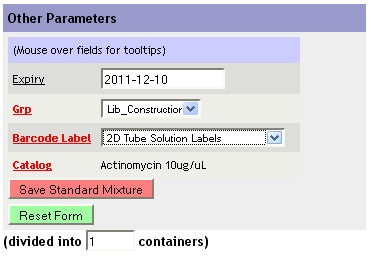 Other Parameters
(Mouse over fields for tooltips)
Expiry 2011-12-10
Grp Lib_Construction
Barcode Label 2D Tube Solution Labels
Catalog Actinomycin 10ug/uL
Save Standard Mixture
Reset Form
(divided into 1 containers)